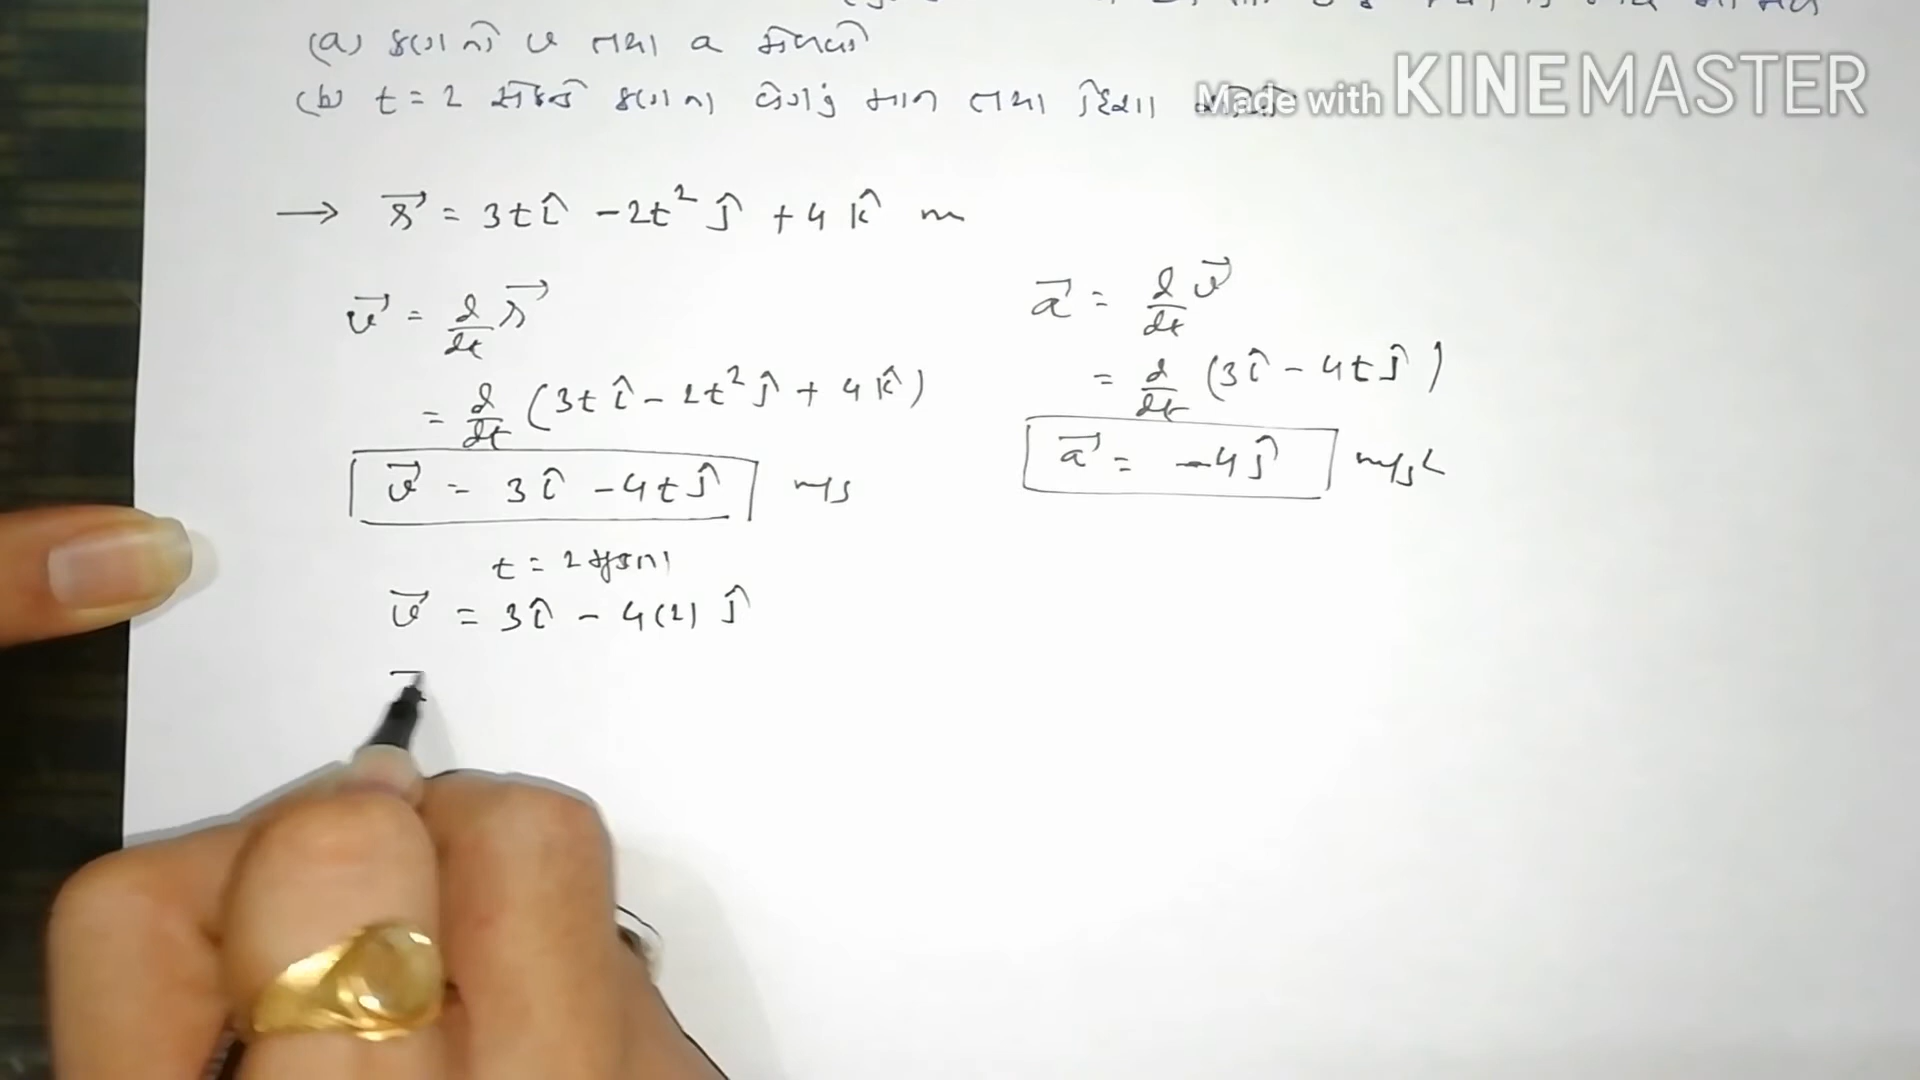 (a) કણનો v તથા a મેળવો
(b) t = 2 સેકન્ડે કણના વેગનું માન તથા દિશા
Made with KINEMASTER
→ r⃗ = 3t î - 2t² ĵ + 4 k̂ m
v⃗ = d/dt r⃗
= d/dt (3t î - 2t² ĵ + 4 k̂)
v⃗ = 3 î - 4t ĵ m/s
t = 2 મૂકતા
v⃗ = 3 î - 4(2) ĵ
a⃗ = d/dt v⃗
= d/dt (3 î - 4t ĵ)
a⃗ = -4 ĵ m/s²